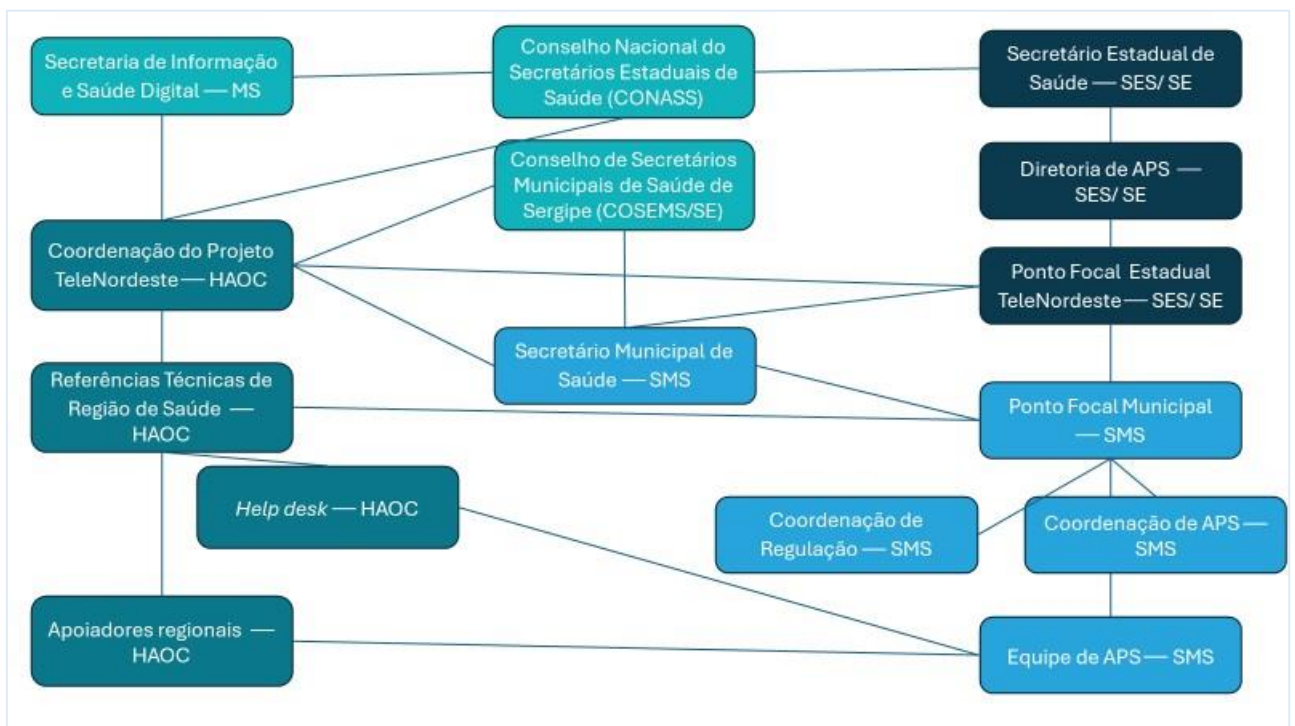 Secretaria de Informação
e Saúde Digital — MS
Conselho Nacional do
Secretários Estaduais de
Saúde (CONASS)
Secretário Estadual de
Saúde — SES/ SE
Conselho de Secretários
Municipais de Saúde de
Sergipe (COSEMS/SE)
Diretoria de APS —
SES/ SE
Coordenação do Projeto
TeleNordeste — HAOC
Ponto Focal Estadual
TeleNordeste — SES/ SE
Secretário Municipal de
Saúde — SMS
Referências Técnicas de
Região de Saúde —
HAOC
Ponto Focal Municipal
— SMS
Help desk — HAOC
Coordenação de
Regulação — SMS
Coordenação de APS —
SMS
Apoiadores regionais —
HAOC
Equipe de APS — SMS